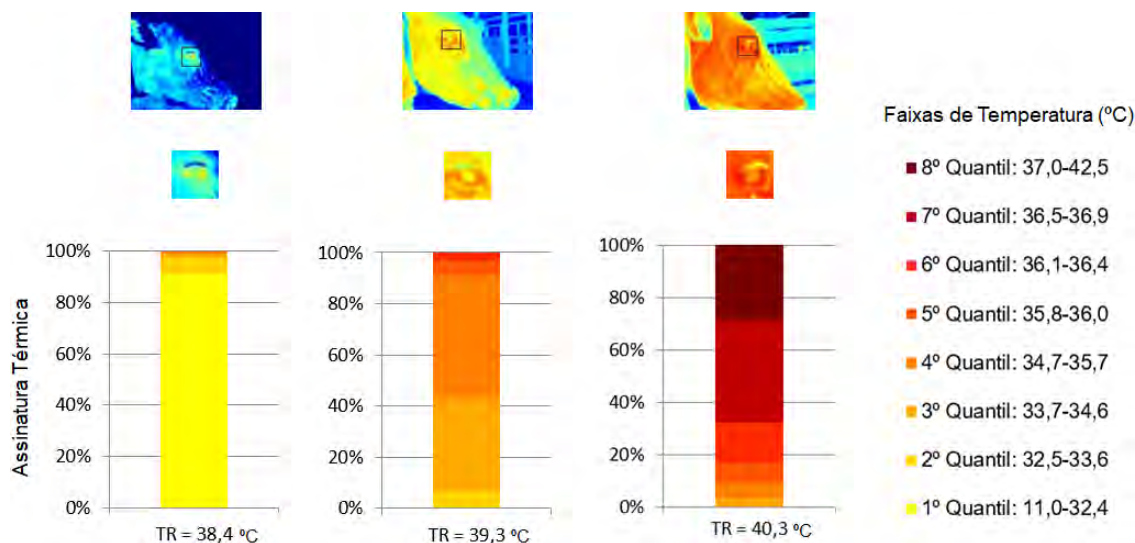 Faixas de Temperatura (ºC)
8º Quantil: 37,0-42,5
7º Quantil: 36,5-36,9
6º Quantil: 36,1-36,4
5º Quantil: 35,8-36,0
4º Quantil: 34,7-35,7
3º Quantil: 33,7-34,6
2º Quantil: 32,5-33,6
1º Quantil: 11,0-32,4
Assinatura Térmica
100%
80%
60%
40%
20%
0%
TR = 38,4 ºC
100%
80%
60%
40%
20%
0%
TR = 39,3 ºC
100%
80%
60%
40%
20%
0%
TR = 40,3 ºC